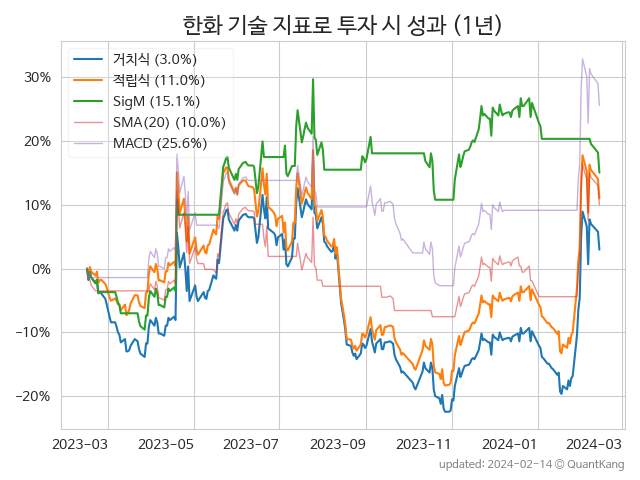 한화 기술 지표로 투자 시 성과 (1년)
거치식 (3.0%)
적립식 (11.0%)
SigM (15.1%)
SMA(20) (10.0%)
MACD (25.6%)
30%
20%
10%
0%
−10%
−20%
2023-03
2023-05
2023-07
2023-09
2023-11
2024-01
2024-03
updated: 2024-02-14 © QuantKang